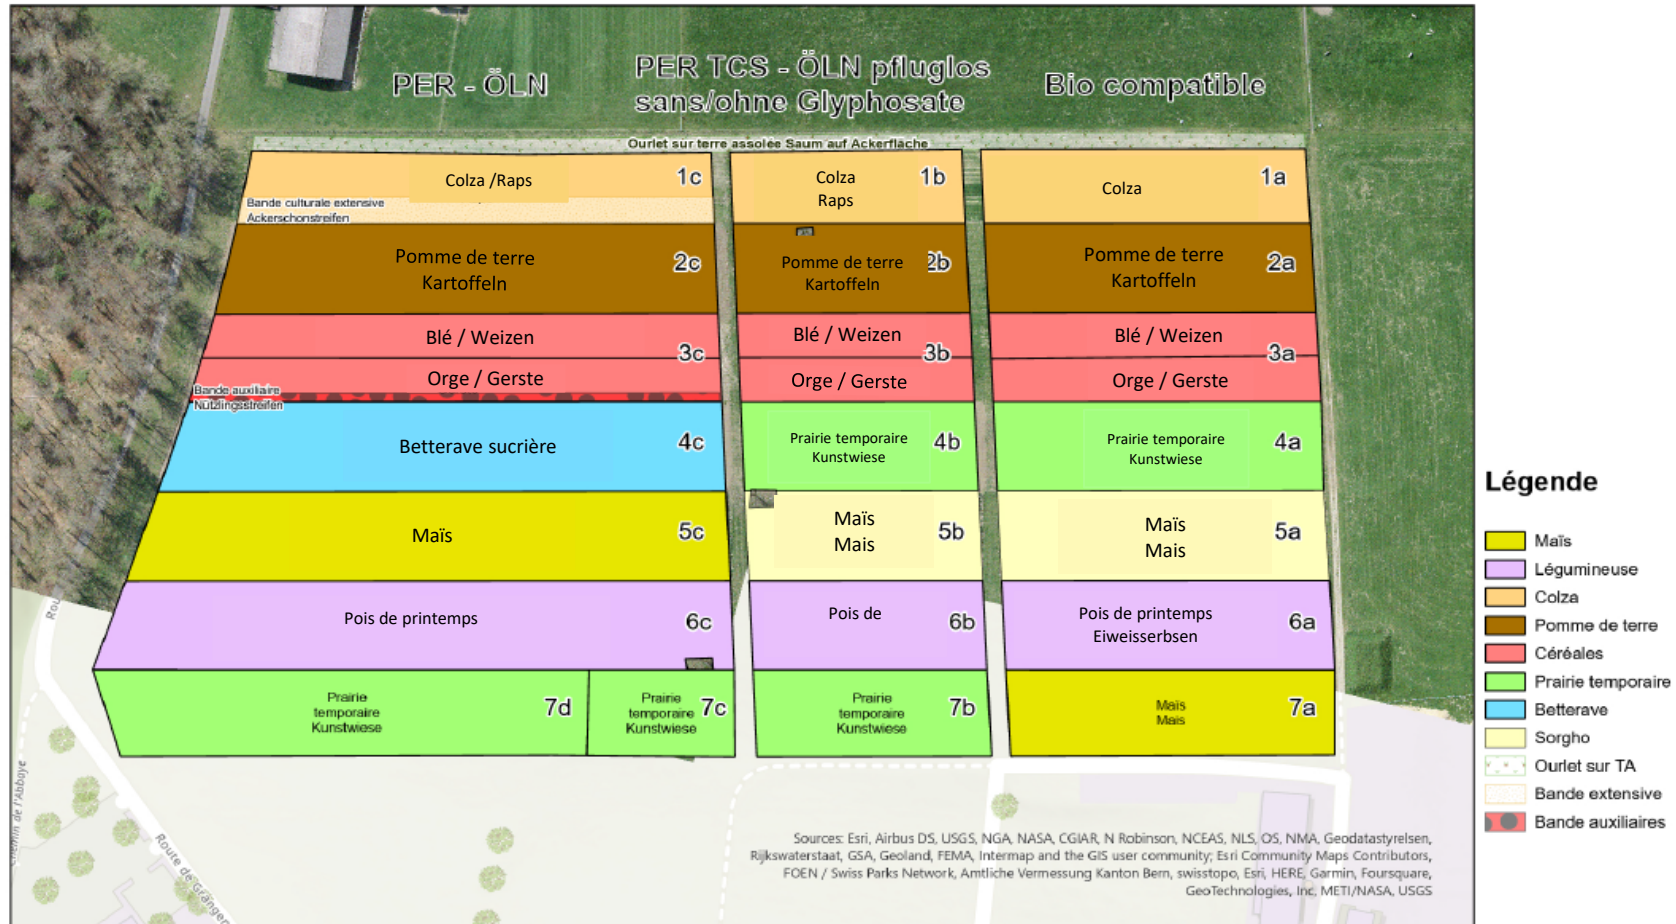 PER - ÖLN
PER TCS - ÖLN pfluglos
sans/ohne Glyphosate
Bio compatible
Ourlet sur terre assolée Saum auf Ackerfläche
Colza /Raps
1c
Bande culturale extensive
Ackerschonstreifen
Colza
Raps
1b
Colza
1a
Pomme de terre
Kartoffeln
2c
Pomme de terre
Kartoffeln
2b
Pomme de terre
Kartoffeln
2a
Blé / Weizen
3c
Orge / Gerste
Bande auxiliaire
Nützlingsstreifen
Blé / Weizen
3b
Orge / Gerste
Blé / Weizen
3a
Orge / Gerste
Betterave sucrière
4c
Prairie temporaire
Kunstwiese
4b
Prairie temporaire
Kunstwiese
4a
Maïs
5c
Maïs
Mais
5b
Maïs
Mais
5a
Pois de printemps
6c
Pois de
6b
Pois de printemps
Eiweisserbsen
6a
Prairie
temporaire
Kunstwiese
7d
Prairie
temporaire
Kunstwiese
7c
Prairie
temporaire
Kunstwiese
7b
Maïs
Mais
7a
Légende
Maïs
Légumineuse
Colza
Pomme de terre
Céréales
Prairie temporaire
Betterave
Sorgho
Ourlet sur TA
Bande extensive
Bande auxiliaires
Rou
Chemin de l'Abbaye
Route de Granger
Sources: Esri, Airbus DS, USGS, NGA, NASA, CGIAR, N Robinson, NCEAS, NLS, OS, NMA, Geodatastyrelsen,
Rijkswaterstaat, GSA, Geoland, FEMA, Intermap and the GIS user community; Esri Community Maps Contributors,
FOEN / Swiss Parks Network, Amtliche Vermessung Kanton Bern, swisstopo, Esri, HERE, Garmin, Foursquare,
GeoTechnologies, Inc, METI/NASA, USGS